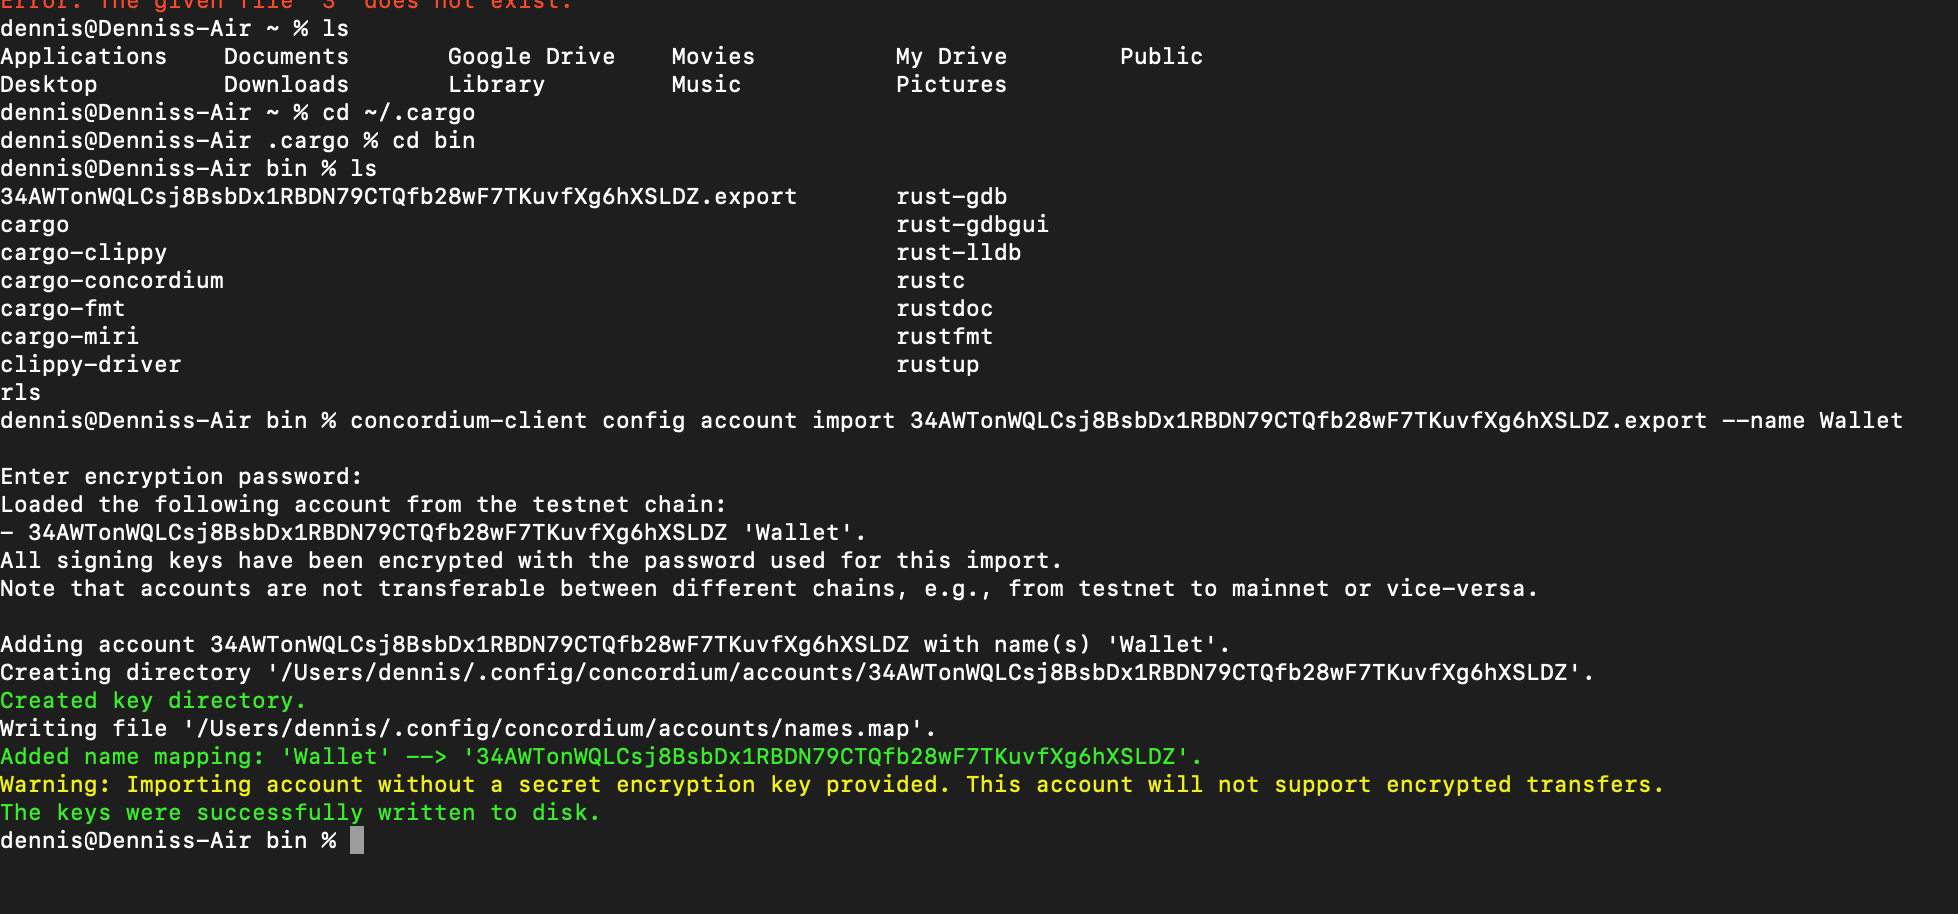 Error: The given file '3' does not exist.
dennis@Denniss-Air ~ % ls
Applications Documents Google Drive Movies My Drive Public
Desktop Downloads Library Music Pictures
dennis@Denniss-Air ~ % cd ~/.cargo
dennis@Denniss-Air .cargo % cd bin
dennis@Denniss-Air bin % ls
34AWTonWQLCsj8BsbDx1RBDN79CTQfb28wF7TKuvfXg6hXSLDZ.export rust-gdb
cargo rust-gdbgui
cargo-clippy rust-lldb
cargo-concordium rustc
cargo-fmt rustdoc
cargo-miri rustfmt
clippy-driver rustup
rls
dennis@Denniss-Air bin % concordium-client config account import 34AWTonWQLCsj8BsbDx1RBDN79CTQfb28wF7TKuvfXg6hXSLDZ.export --name Wallet
Enter encryption password:
Loaded the following account from the testnet chain:
- 34AWTonWQLCsj8BsbDx1RBDN79CTQfb28wF7TKuvfXg6hXSLDZ 'Wallet'.
All signing keys have been encrypted with the password used for this import.
Note that accounts are not transferable between different chains, e.g., from testnet to mainnet or vice-versa.
Adding account 34AWTonWQLCsj8BsbDx1RBDN79CTQfb28wF7TKuvfXg6hXSLDZ with name(s) 'Wallet'.
Creating directory '/Users/dennis/.config/concordium/accounts/34AWTonWQLCsj8BsbDx1RBDN79CTQfb28wF7TKuvfXg6hXSLDZ'.
Created key directory.
Writing file '/Users/dennis/.config/concordium/accounts/names.map'.
Added name mapping: 'Wallet' --> '34AWTonWQLCsj8BsbDx1RBDN79CTQfb28wF7TKuvfXg6hXSLDZ'.
Warning: Importing account without a secret encryption key provided. This account will not support encrypted transfers.
The keys were successfully written to disk.
dennis@Denniss-Air bin %